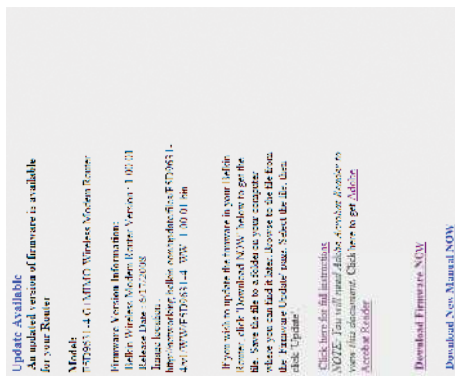 Update Available
An updated version of firmware is available
for your Router
Model:
F5D9631-4 G+MIMO Wireless Modem Router
Firmware Version Information:
Belkin Wireless Modem Router Version : 1.00.01
Release Date : 6/17/2008
Image location:
If you wish to update the firmware in your Belkin
Router, click 'Download NOW' below to get the
file. Save the file to a folder on your computer
where you can find it later. Browse to the file from
the Firmware Update page. Select the file, then
click 'Update'.
Click here for full instructions
NOTE: You will need Adobe Acrobat Reader to
view this document. Click here to get Adobe
Acrobat Reader
Download Firmware NOW
Download New Manual NOW